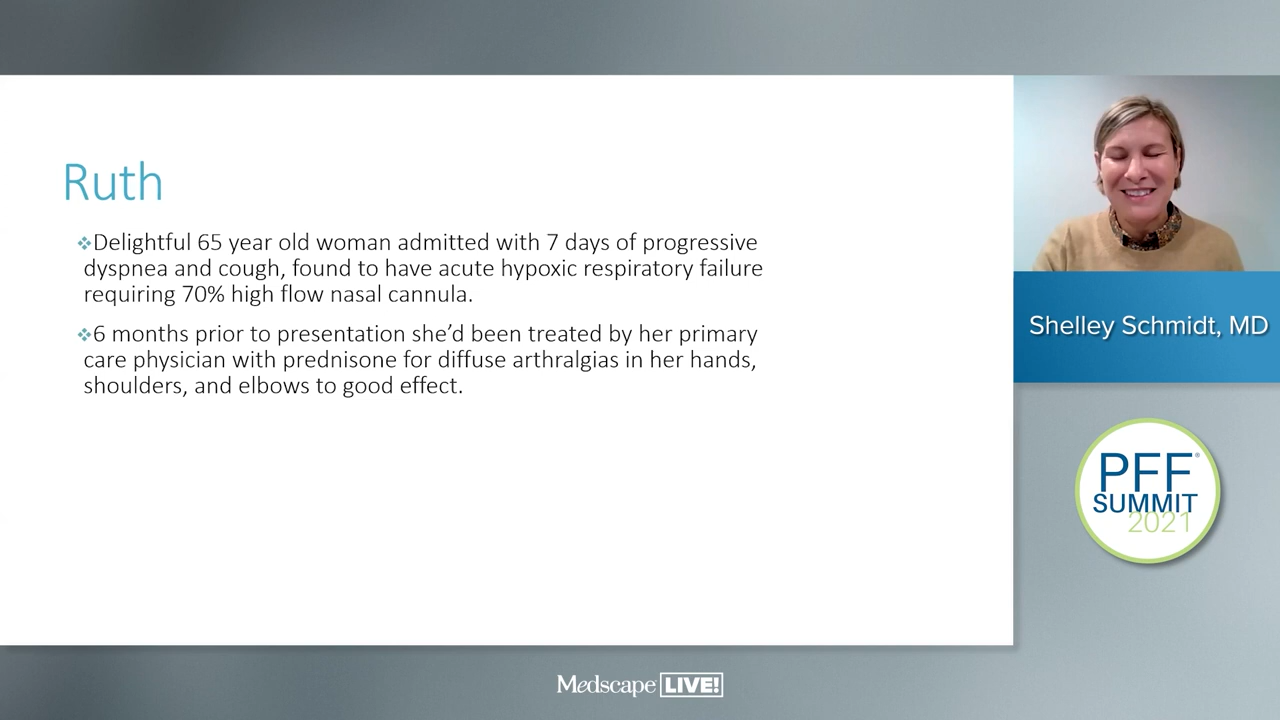 Ruth
❖Delightful 65 year old woman admitted with 7 days of progressive
dyspnea and cough, found to have acute hypoxic respiratory failure
requiring 70% high flow nasal cannula.
❖6 months prior to presentation she’d been treated by her primary
care physician with prednisone for diffuse arthralgias in her hands,
shoulders, and elbows to good effect.
Shelley Schmidt, MD
PFF®
SUMMIT
2021
Medscape LIVE!